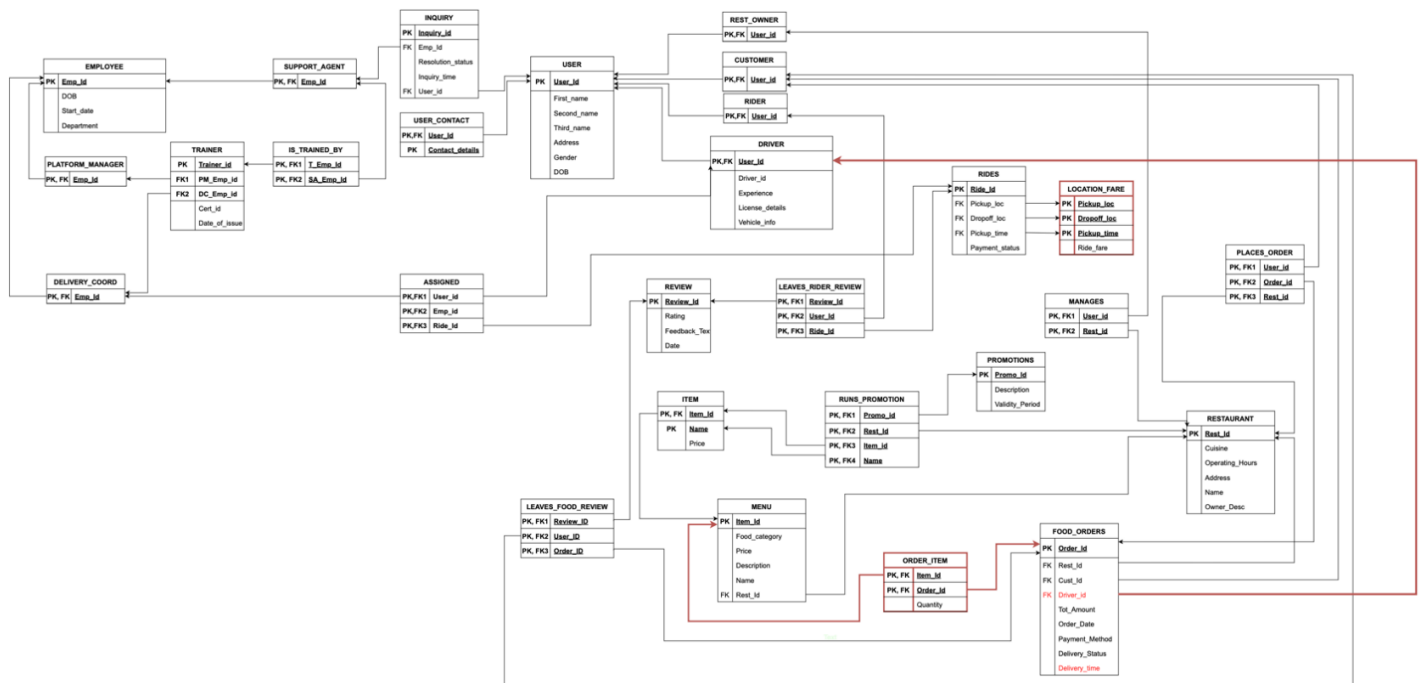 INQUIRY
PK Inquiry_id
FK Emp_Id
Resolution_status
Inquiry_time
FK User_id
REST_OWNER
PK,FK User_id
EMPLOYEE
PK Emp_Id
DOB
Start_date
Department
SUPPORT_AGENT
PK, FK Emp_Id
USER
PK User_Id
First_name
Second_name
Third_name
Address
Gender
DOB
CUSTOMER
PK,FK User_id
RIDER
PK,FK User_id
USER_CONTACT
PK,FK User_Id
PK Contact_details
DRIVER
PK,FK User_Id
Driver_id
Experience
License_details
Vehicle_info
PLATFORM_MANAGER
PK, FK Emp_Id
TRAINER
PK Trainer_id
FK1 PM_Emp_id
FK2 DC_Emp_id
Cert_id
Date_of_issue
IS_TRAINED_BY
PK, FK1 T_Emp_Id
PK, FK2 SA_Emp_Id
RIDES
PK Ride_Id
FK Pickup_loc
FK Dropoff_loc
FK Pickup_time
Payment_status
LOCATION_FARE
PK Pickup_loc
PK Dropoff_loc
PK Pickup_time
Ride_fare
PLACES_ORDER
PK, FK1 User_id
PK, FK2 Order_id
PK, FK3 Rest_id
DELIVERY_COORD
PK, FK Emp_Id
ASSIGNED
PK,FK1 User_id
PK,FK2 Emp_id
PK,FK3 Ride_Id
REVIEW
PK Review_Id
Rating
Feedback_Tex
Date
LEAVES_RIDER_REVIEW
PK, FK1 Review_Id
PK, FK2 User_Id
PK, FK3 Ride_Id
MANAGES
PK, FK1 User_id
PK, FK2 Rest_id
PROMOTIONS
PK Promo_Id
Description
Validity_Period
ITEM
PK, FK Item_Id
PK Name
Price
RUNS_PROMOTION
PK, FK1 Promo_id
PK, FK2 Rest_Id
PK, FK3 Item_id
PK, FK4 Name
RESTAURANT
PK Rest_Id
Cuisine
Operating_Hours
Address
Name
Owner_Desc
LEAVES_FOOD_REVIEW
PK, FK1 Review_ID
PK, FK2 User_ID
PK, FK3 Order_ID
MENU
PK Item_Id
Food_category
Price
Description
Name
FK Rest_Id
ORDER_ITEM
PK, FK Item_Id
PK, FK Order_Id
Quantity
FOOD_ORDERS
PK Order_Id
FK Rest_Id
FK Cust_Id
FK Driver_id
Tot_Amount
Order_Date
Payment_Method
Delivery_Status
Delivery_time